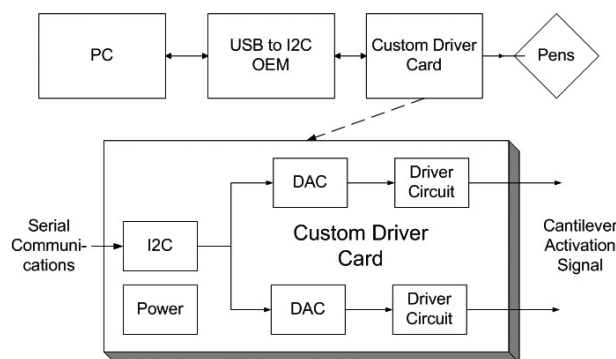 PC
USB to I2C
OEM
Custom Driver
Card
Pens
DAC
Driver
Circuit
Serial
Communi-
cations
I2C
Custom Driver
Card
Cantilever
Activation
Signal
Power
DAC
Driver
Circuit